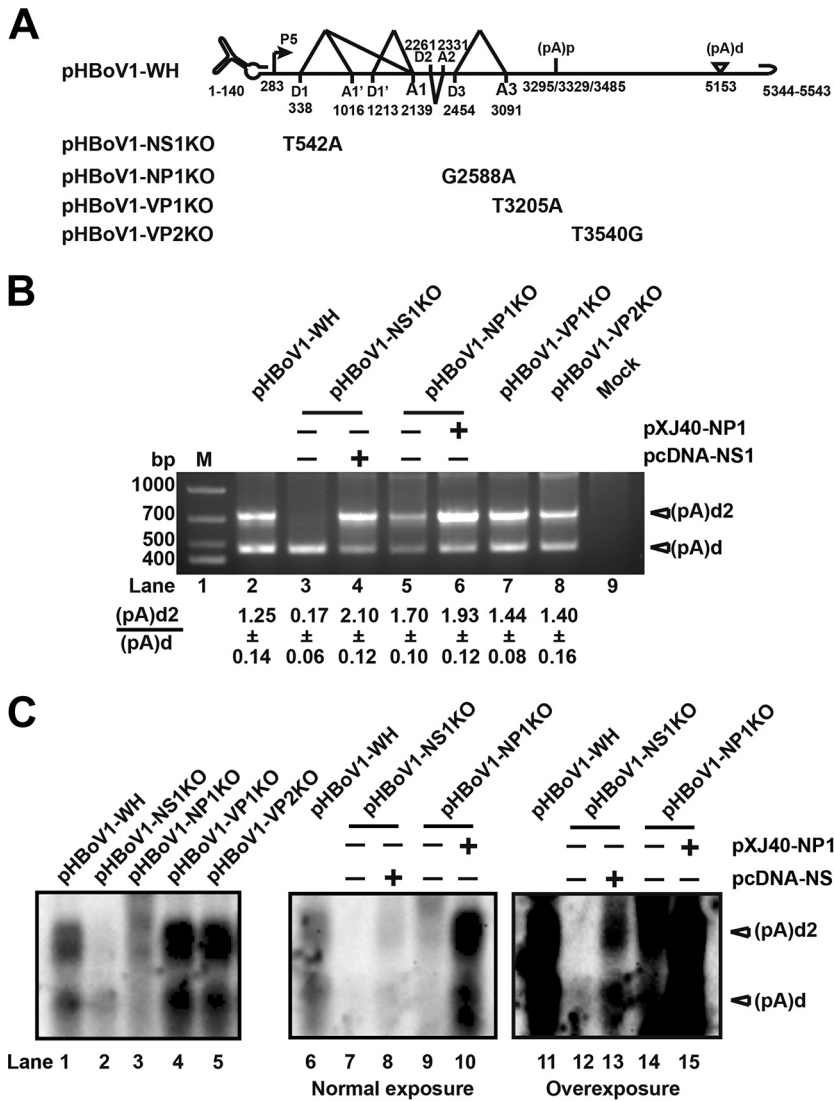 A
P5
2261 2331
D2 A2
(pA)p
(pA)d
pHBoV1-WH
1-140
283
D1
A1' D1'
A1
D3
A3
3295/3329/3485
5153
5344-5543
338
1016 1213 2139
2454
3091
pHBoV1-NS1KO T542A
pHBoV1-NP1KO G2588A
pHBoV1-VP1KO T3205A
pHBoV1-VP2KO T3540G
B
pHBoV1-WH
pHBoV1-NS1KO
pHBoV1-NP1KO
pHBoV1-VP1KO
pHBoV1-VP2KO
Mock
– – – + pXJ40-NP1
bp M – + – – pcDNA-NS1
1000
700
500
400
(pA)d2
(pA)d
Lane 1 2 3 4 5 6 7 8 9
(pA)d2 1.25 0.17 2.10 1.70 1.93 1.44 1.40
(pA)d ± ± ± ± ± ± ±
0.14 0.06 0.12 0.10 0.12 0.08 0.16
C
pHBoV1-WH
pHBoV1-NS1KO
pHBoV1-NP1KO
pHBoV1-VP1KO
pHBoV1-VP2KO
pHBoV1-WH
pHBoV1-NS1KO
pHBoV1-NP1KO
pHBoV1-WH
pHBoV1-NS1KO
pHBoV1-NP1KO
– – – + – – – + pXJ40-NP1
– + – – – + – – pcDNA-NS
(pA)d2
(pA)d
Lane 1 2 3 4 5 6 7 8 9 10 11 12 13 14 15
Normal exposure Overexposure